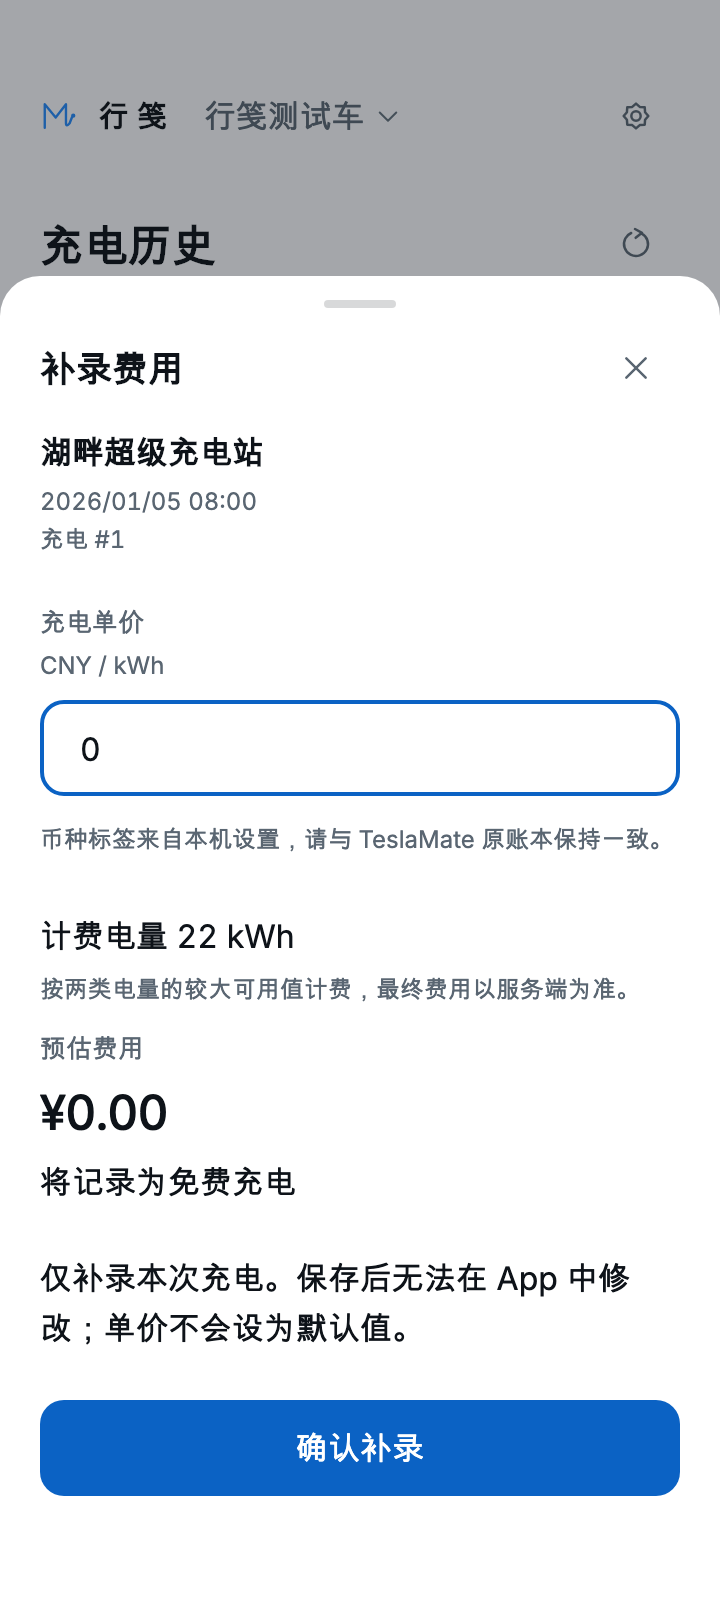 行笺 行笺测试车
充电历史
补录费用
湖畔超级充电站
2026/01/05 08:00
充电 #1
充电单价
CNY / kWh
0
币种标签来自本机设置，请与 TeslaMate 原账本保持一致。
计费电量 22 kWh
按两类电量的较大可用值计费，最终费用以服务端为准。
预估费用
¥0.00
将记录为免费充电
仅补录本次充电。保存后无法在 App 中修
改；单价不会设为默认值。
确认补录